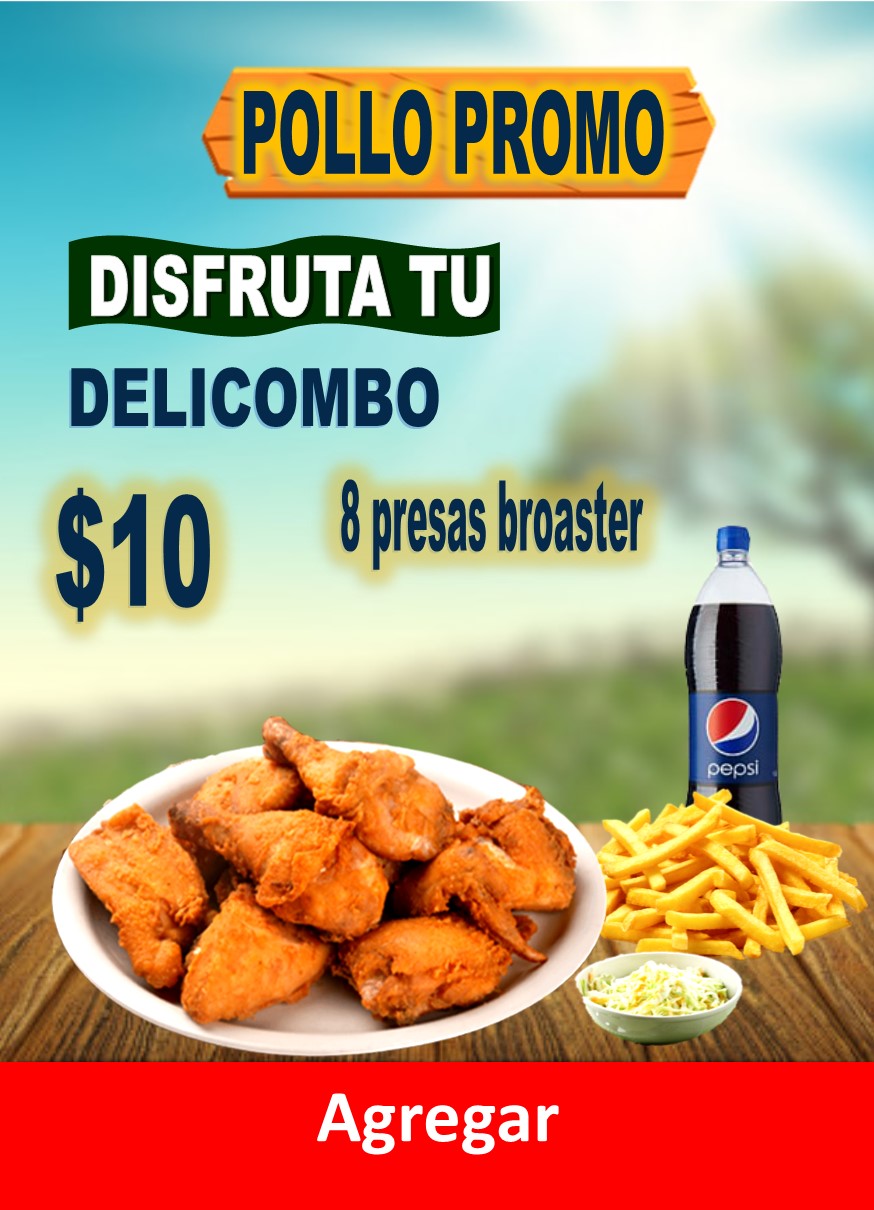 POLLO PROMO
DISFRUTA TU
DELICOMBO
$10
8 presas broaster
pepsi
Agregar